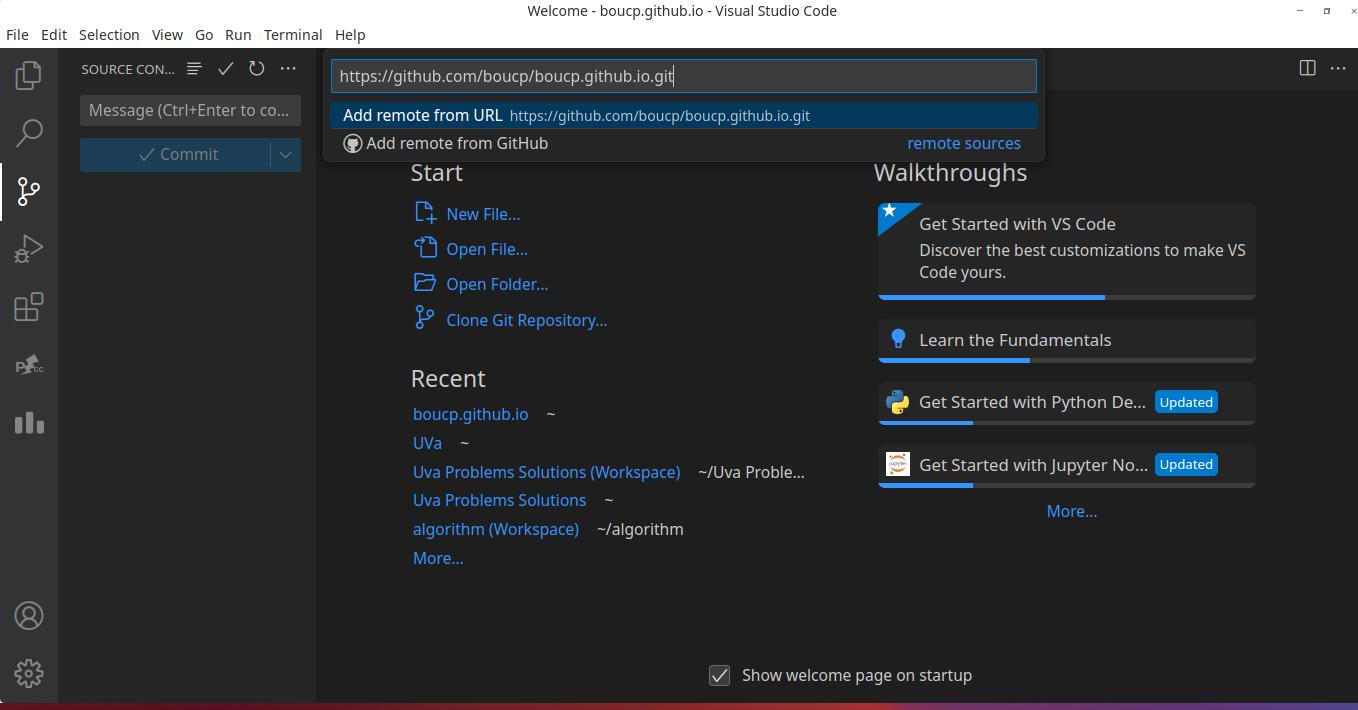 Welcome - boucp.github.io - Visual Studio Code
File Edit Selection View Go Run Terminal Help
SOURCE CON...
Message (Ctrl+Enter to co...
Commit
https://github.com/boucp/boucp.github.io.git
Add remote from URL https://github.com/boucp/boucp.github.io.git
Add remote from GitHub remote sources
Start
New File...
Open File...
Open Folder...
Clone Git Repository...
Recent
boucp.github.io ~
UVa ~
Uva Problems Solutions (Workspace) ~/Uva Proble...
Uva Problems Solutions ~
algorithm (Workspace) ~/algorithm
More...
Walkthroughs
Get Started with VS Code
Discover the best customizations to make VS
Code yours.
Learn the Fundamentals
Get Started with Python De... Updated
Get Started with Jupyter No... Updated
More...
Show welcome page on startup